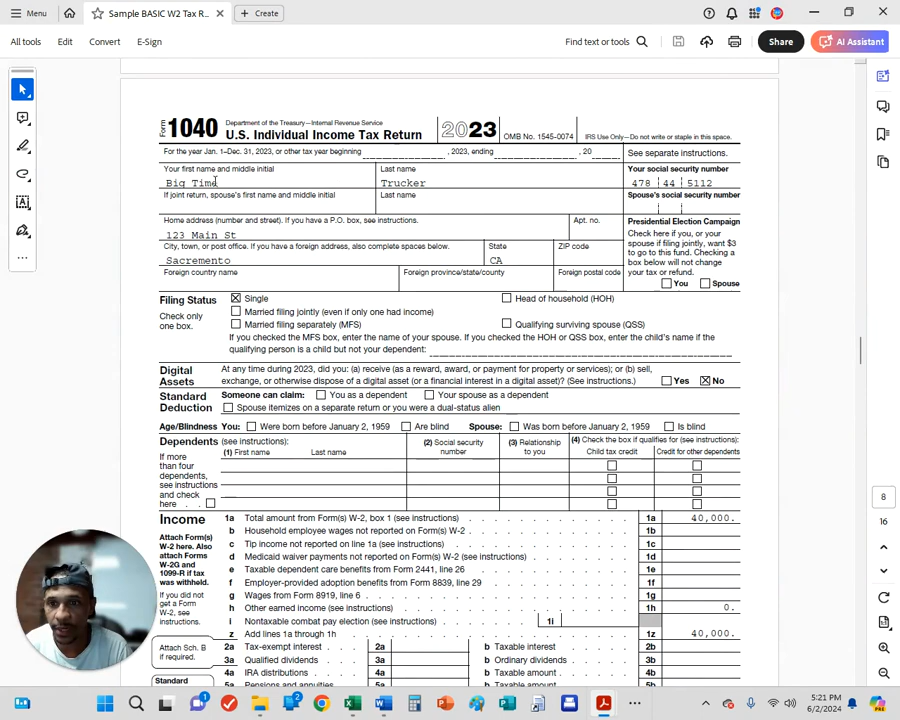 Menu
Sample BASIC W2 Tax R...
Create
All tools
Edit
Convert
E-Sign
Find text or tools
Share
AI Assistant
Form 1040
Department of the Treasury—Internal Revenue Service
U.S. Individual Income Tax Return
2023
OMB No. 1545-0074
IRS Use Only—Do not write or staple in this space.
For the year Jan. 1–Dec. 31, 2023, or other tax year beginning , 2023, ending , 20
See separate instructions.
Your first name and middle initial
Last name
Your social security number
Big Time
Trucker
478 44 5112
If joint return, spouse's first name and middle initial
Last name
Spouse's social security number
Home address (number and street). If you have a P.O. box, see instructions.
Apt. no.
123 Main St
City, town, or post office. If you have a foreign address, also complete spaces below.
State
ZIP code
Sacremento
CA
Foreign country name
Foreign province/state/county
Foreign postal code
Presidential Election Campaign
Check here if you, or your
spouse if filing jointly, want $3
to go to this fund. Checking a
box below will not change
your tax or refund.
You Spouse
Filing Status
Check only
one box.
Single
Head of household (HOH)
Married filing jointly (even if only one had income)
Married filing separately (MFS)
Qualifying surviving spouse (QSS)
If you checked the MFS box, enter the name of your spouse. If you checked the HOH or QSS box, enter the child's name if the
qualifying person is a child but not your dependent:
Digital
Assets
At any time during 2023, did you: (a) receive (as a reward, award, or payment for property or services); or (b) sell,
exchange, or otherwise dispose of a digital asset (or a financial interest in a digital asset)? (See instructions.)
Yes No
Standard
Deduction
Someone can claim: You as a dependent Your spouse as a dependent
Spouse itemizes on a separate return or you were a dual-status alien
Age/Blindness You: Were born before January 2, 1959 Are blind Spouse: Was born before January 2, 1959 Is blind
Dependents (see instructions):
(1) First name Last name
(2) Social security
number
(3) Relationship
to you
(4) Check the box if qualifies for (see instructions):
Child tax credit
Credit for other dependents
If more
than four
dependents,
see instructions
and check
here . .
Income
Attach Form(s)
W-2 here. Also
attach Forms
W-2G and
1099-R if tax
was withheld.
If you did not
get a Form
W-2, see
instructions.
1a Total amount from Form(s) W-2, box 1 (see instructions) 1a 40,000.
b Household employee wages not reported on Form(s) W-2 1b
c Tip income not reported on line 1a (see instructions) 1c
d Medicaid waiver payments not reported on Form(s) W-2 (see instructions) 1d
e Taxable dependent care benefits from Form 2441, line 26 1e
f Employer-provided adoption benefits from Form 8839, line 29 1f
g Wages from Form 8919, line 6 1g
h Other earned income (see instructions) 1h 0.
i Nontaxable combat pay election (see instructions) 1i
z Add lines 1a through 1h 1z 40,000.
Attach Sch. B
if required.
2a Tax-exempt interest 2a b Taxable interest 2b
3a Qualified dividends 3a b Ordinary dividends 3b
4a IRA distributions 4a b Taxable amount 4b
Standard
5a Pensions and annuities 5a b Taxable amount 5b
8
16
5:21 PM
6/2/2024